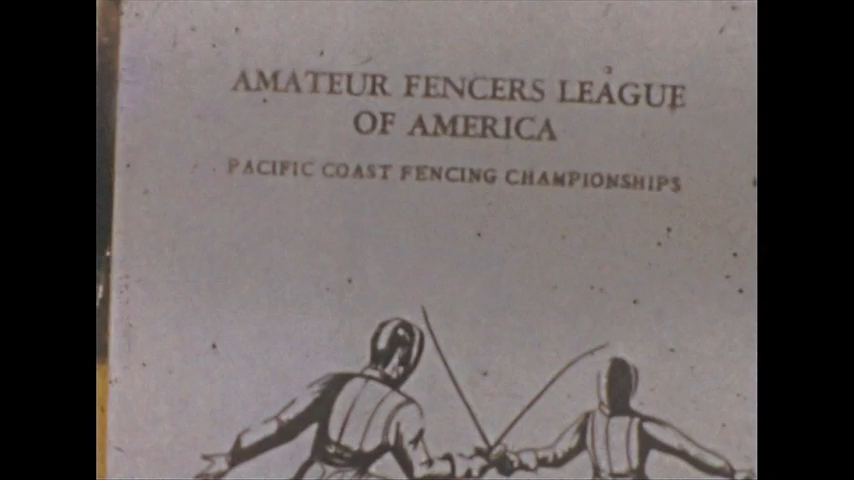 AMATEUR FENCERS LEAGUE
OF AMERICA
PACIFIC COAST FENCING CHAMPIONSHIPS